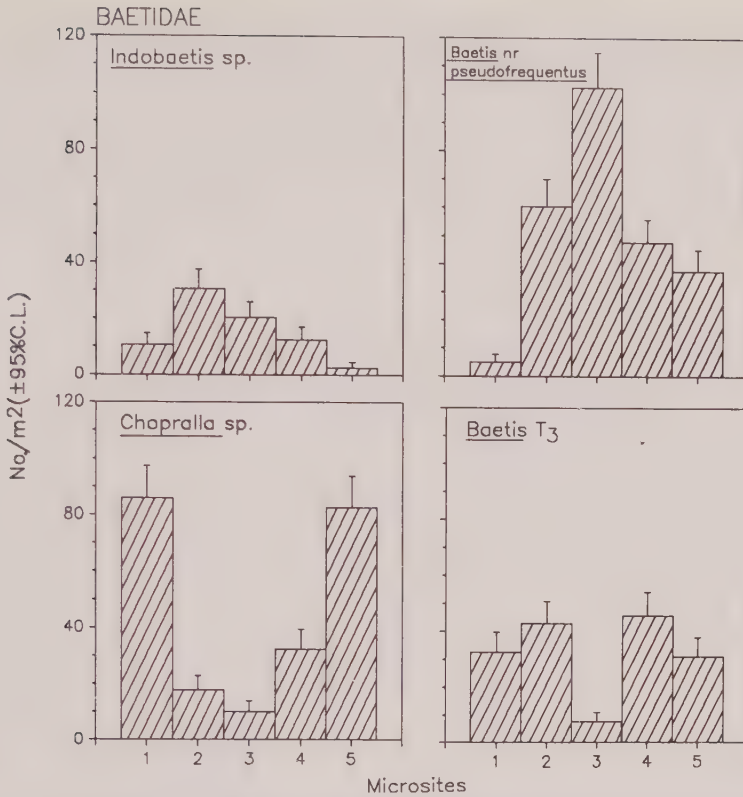 BAETIDAE
120
80
40
0
Indobaetis sp.
Baetis nr
pseudofrequentus
No/m2(±95%C.L.)
120
80
40
0
Chopralla sp.
Baetis T3
1 2 3 4 5
1 2 3 4 5
Microsites